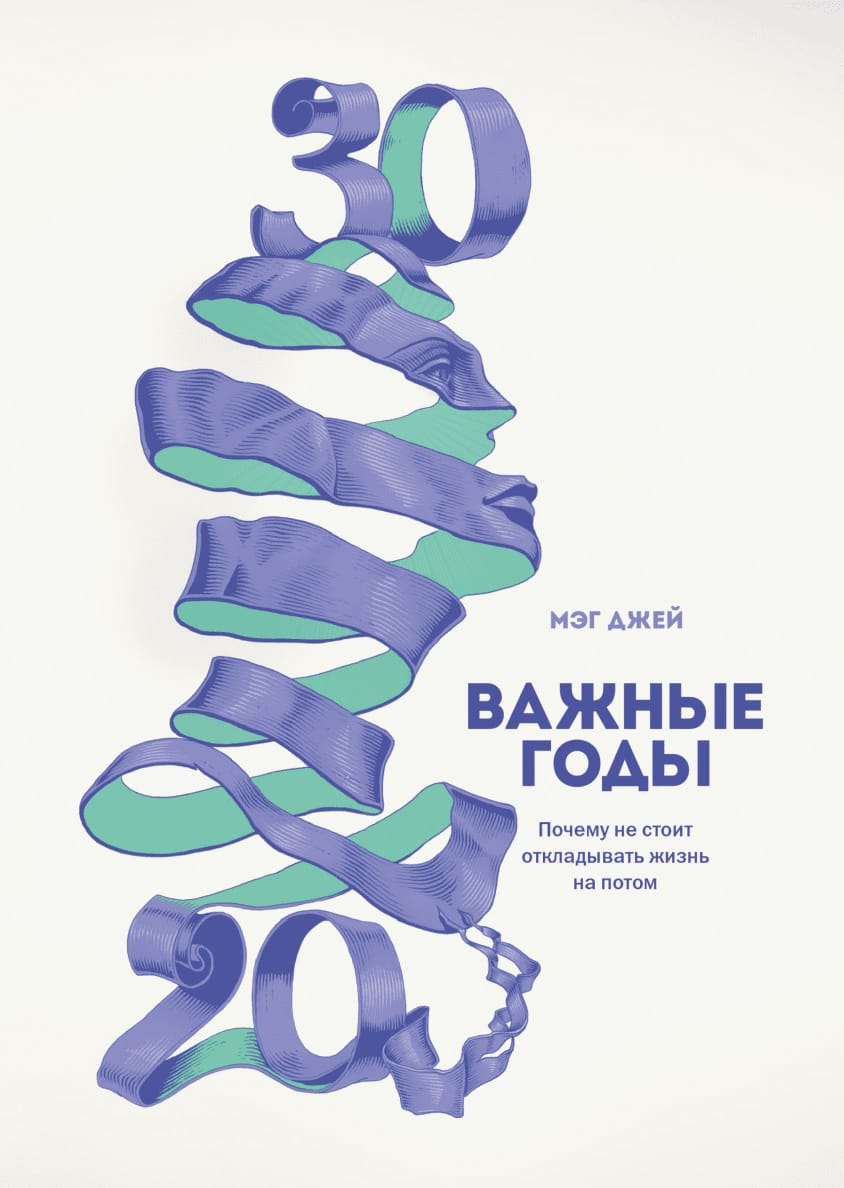 30
МЭГ ДЖЕЙ
ВАЖНЫЕ
ГОДЫ
Почему не стоит
откладывать жизнь
на потом
20